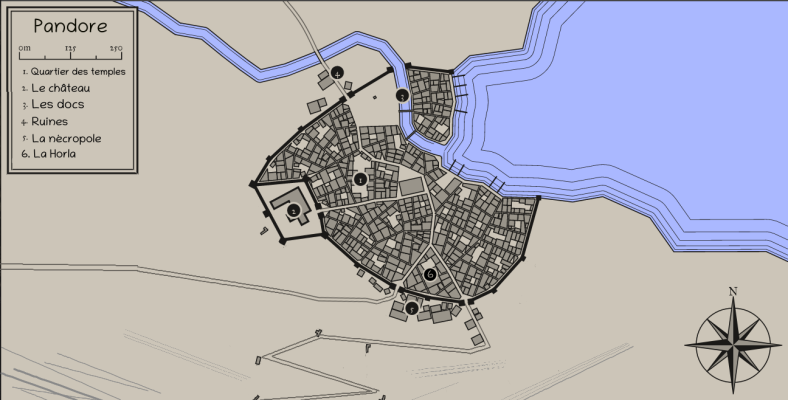 Pandore
0m 125 250
1. Quartier des temples
2. Le château
3. Les docs
4 Ruines
5. La nécropole
6. La Horla
4
3
1
2
6
5
N